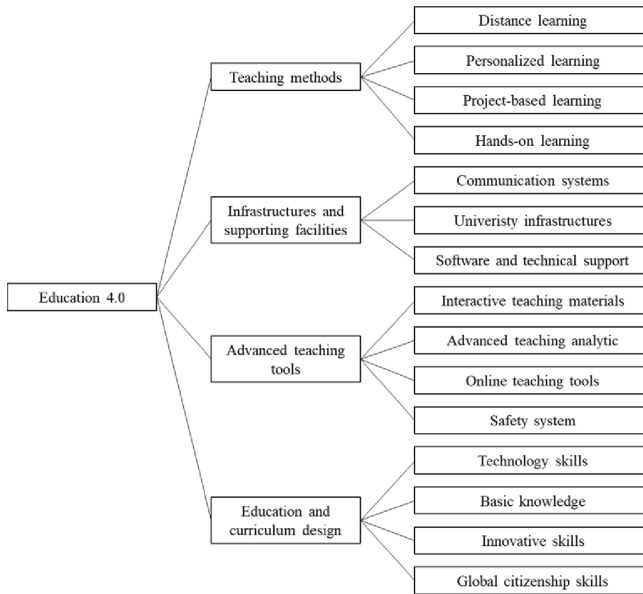 Distance learning
Personalized learning
Teaching methods
Project-based learning
Hands-on learning
Communication systems
Infrastructures and
supporting facilities
Univeristy infrastructures
Software and technical support
Education 4.0
Interactive teaching materials
Advanced teaching analytic
Advanced teaching
tools
Online teaching tools
Safety system
Technology skills
Basic knowledge
Education and
curriculum design
Innovative skills
Global citizenship skills